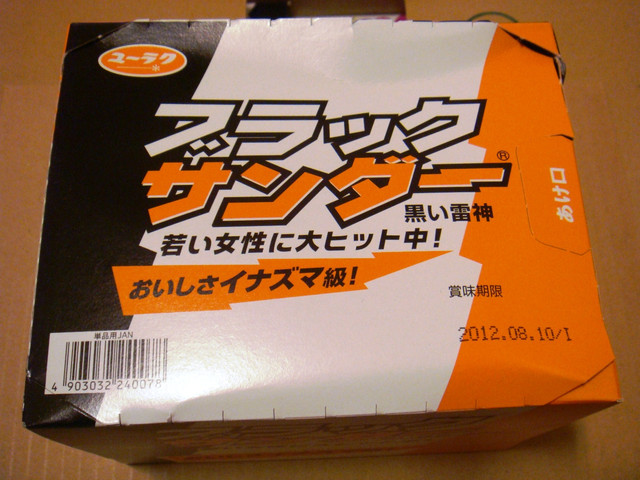 ユーラク
ブラック
サンダー®
黒い雷神
若い女性に大ヒット中!
おいしさイナズマ級!
あけ口
賞味期限
2012.08.10/I
単品用JAN
4 903032 240078